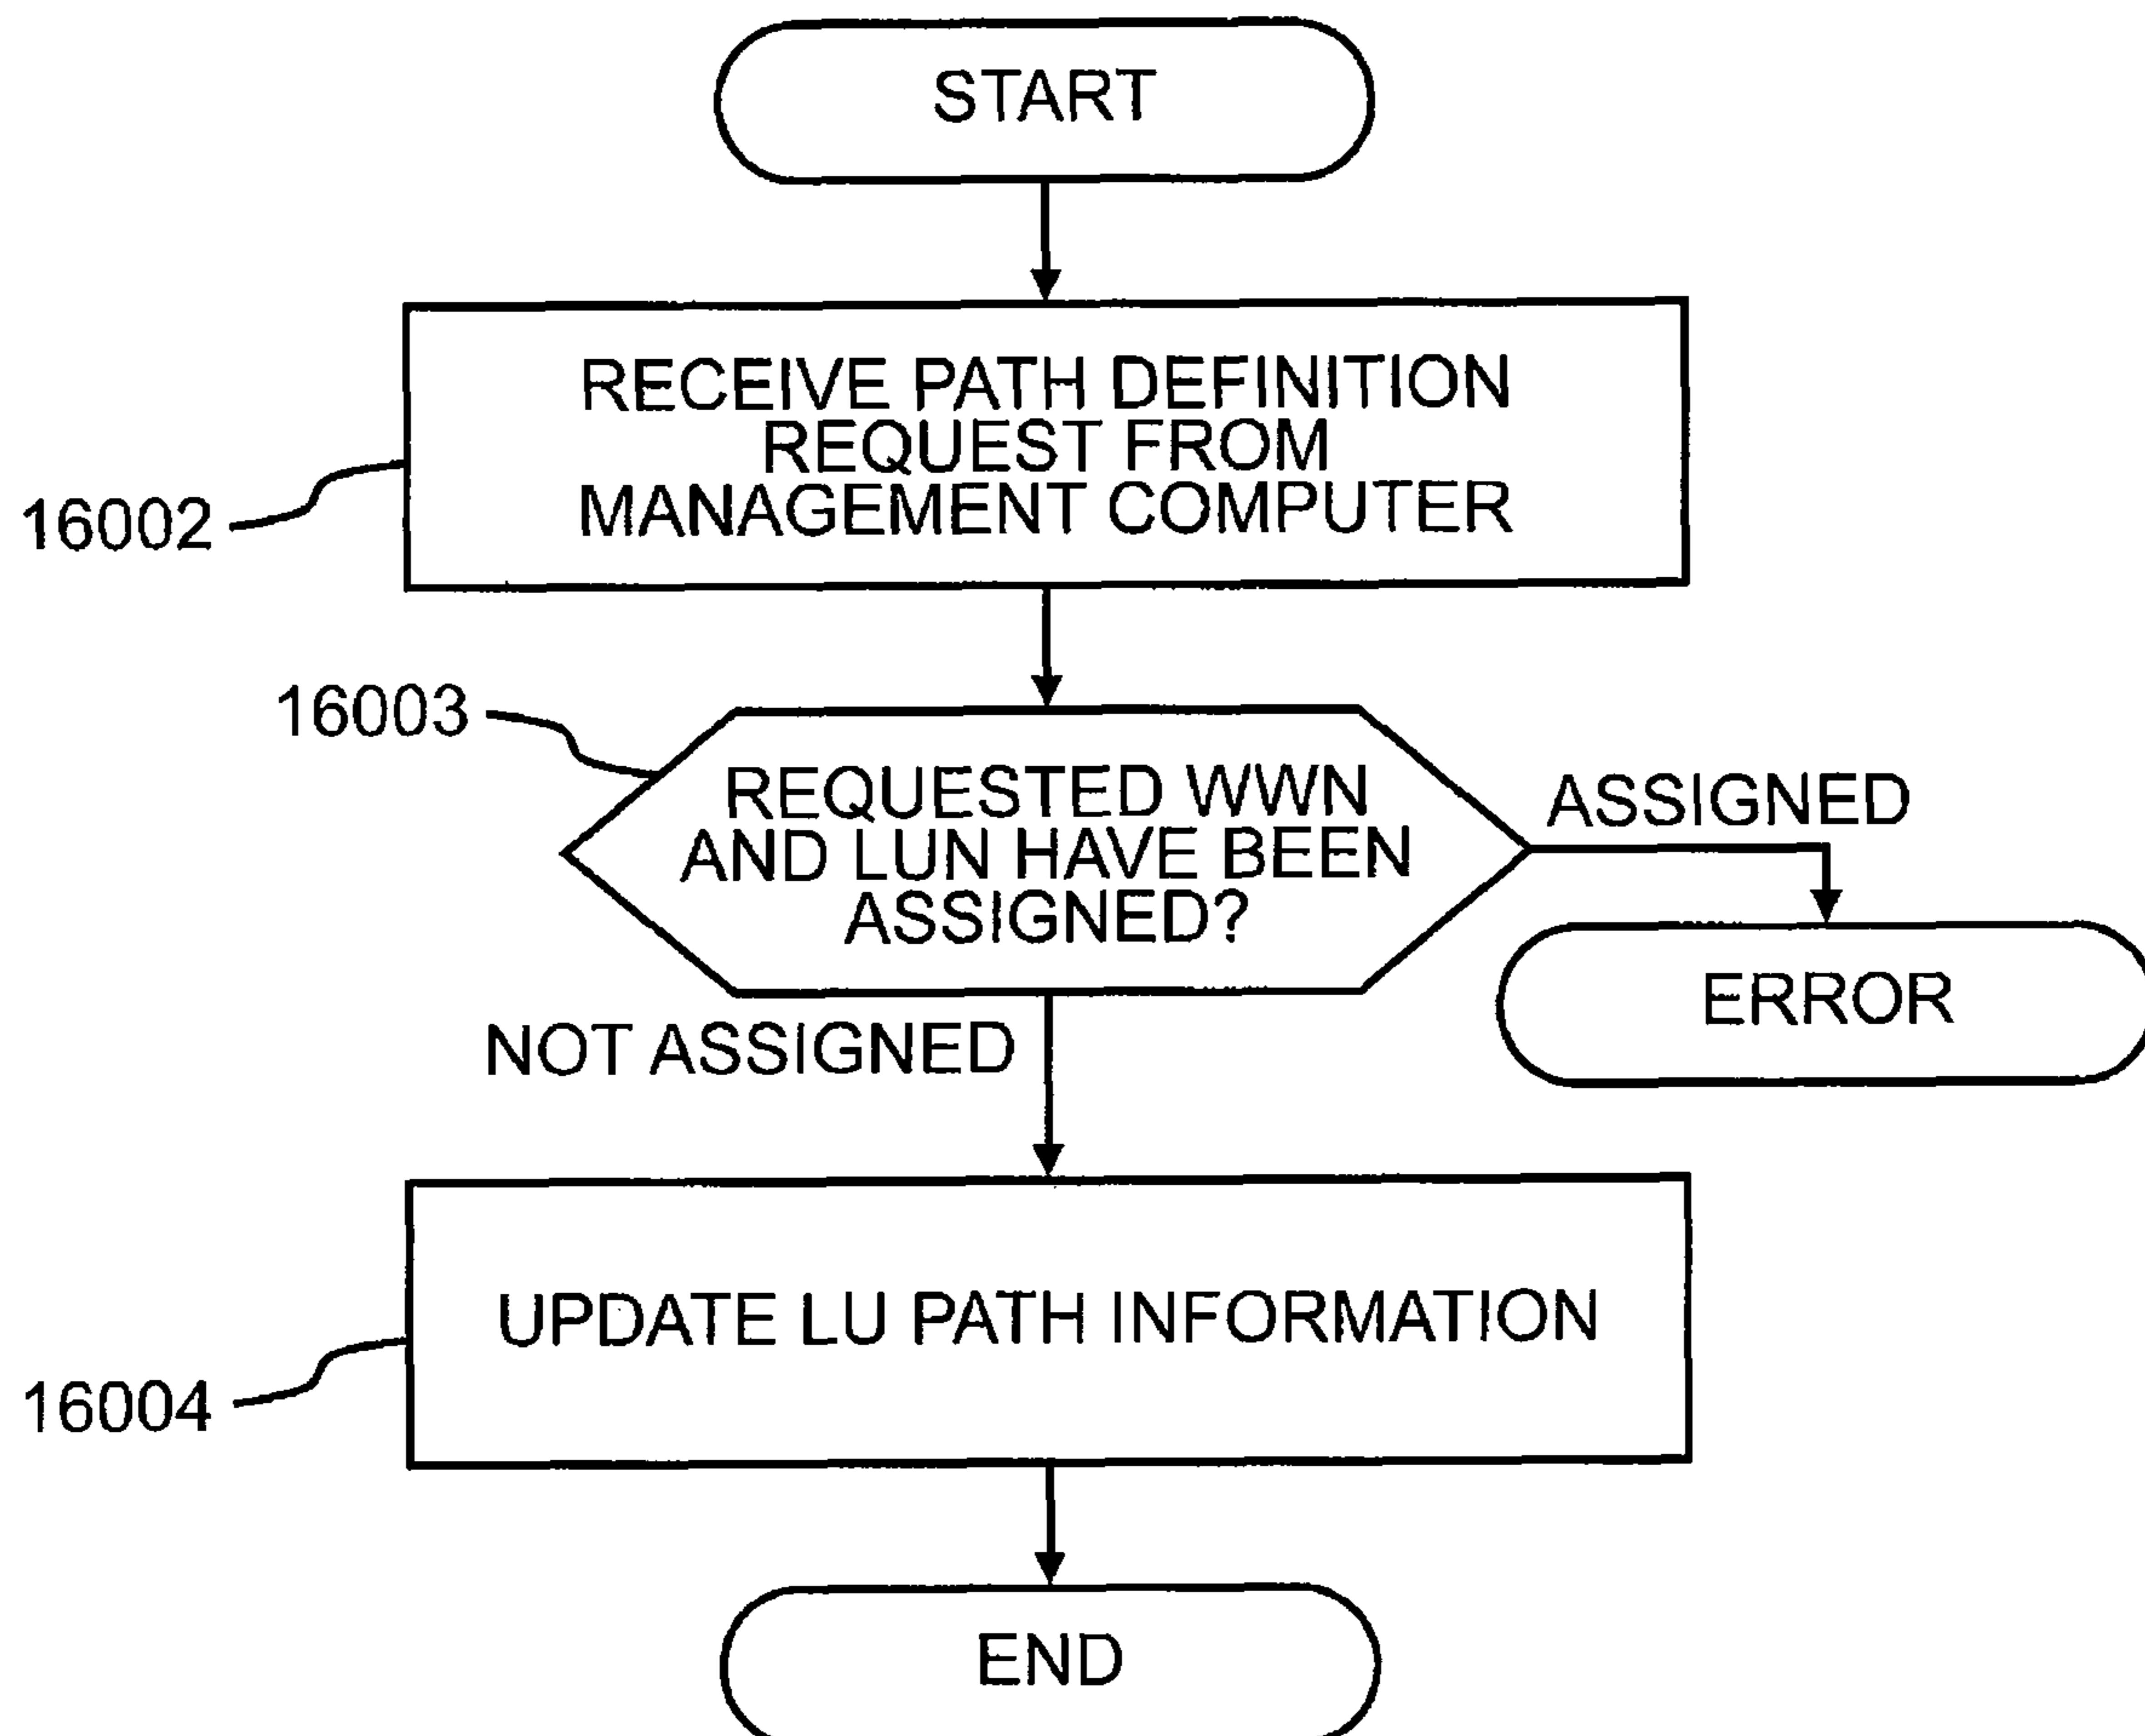 START
RECEIVE PATH DEFINITION
REQUEST FROM
MANAGEMENT COMPUTER
16002
16003
REQUESTED WWN
AND LUN HAVE BEEN
ASSIGNED?
ASSIGNED
ERROR
NOT ASSIGNED
UPDATE LU PATH INFORMATION
16004
END